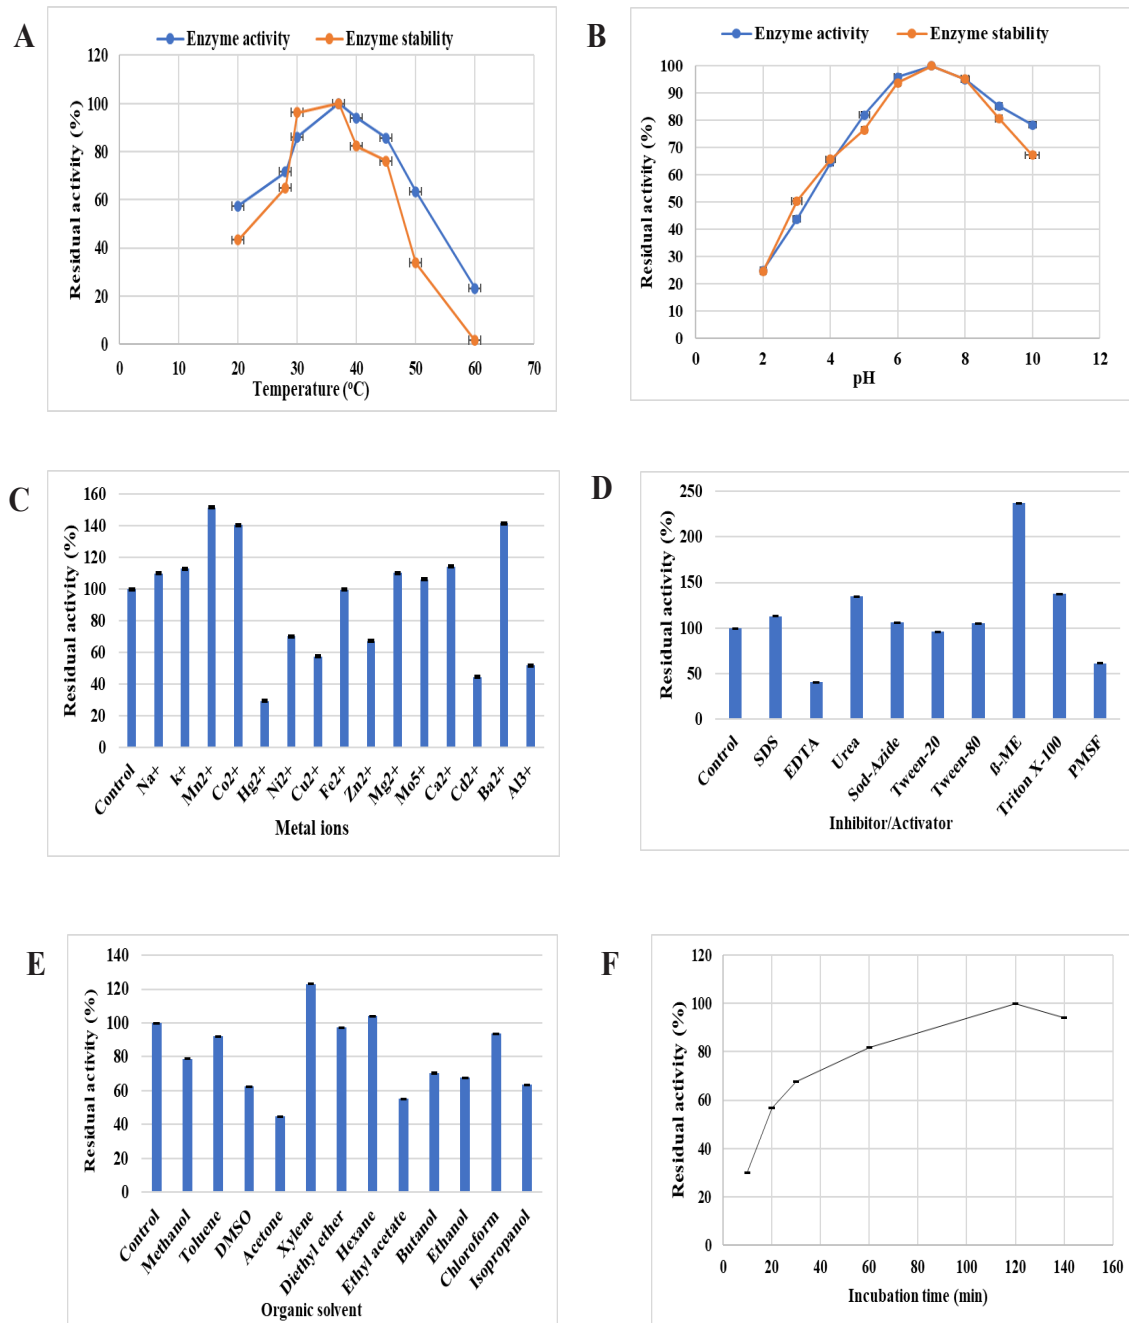 A
Enzyme activity Enzyme stability
Residual activity (%)
120
100
80
60
40
20
0
0 10 20 30 40 50 60 70
Temperature (°C)
B
Enzyme activity Enzyme stability
Residual activity (%)
100
90
80
70
60
50
40
30
20
10
0
0 2 4 6 8 10 12
pH
C
Residual activity (%)
160
140
120
100
80
60
40
20
0
Control Na+ K+ Mn2+ Co2+ Hg2+ Ni2+ Cu2+ Fe2+ Zn2+ Mg2+ Mo5+ Ca2+ Cd2+ Ba2+ Al3+
Metal ions
D
Residual activity (%)
250
200
150
100
50
0
Control SDS EDTA Urea Sod-Azide Tween-20 Tween-80 β-ME Triton X-100 PMSF
Inhibitor/Activator
E
Residual activity (%)
140
120
100
80
60
40
20
0
Control Methanol Toluene DMSO Acetone Xylene Diethyl ether Hexane Ethyl acetate Butanol Ethanol Chloroform Isopropanol
Organic solvent
F
Residual activity (%)
120
100
80
60
40
20
0
0 20 40 60 80 100 120 140 160
Incubation time (min)